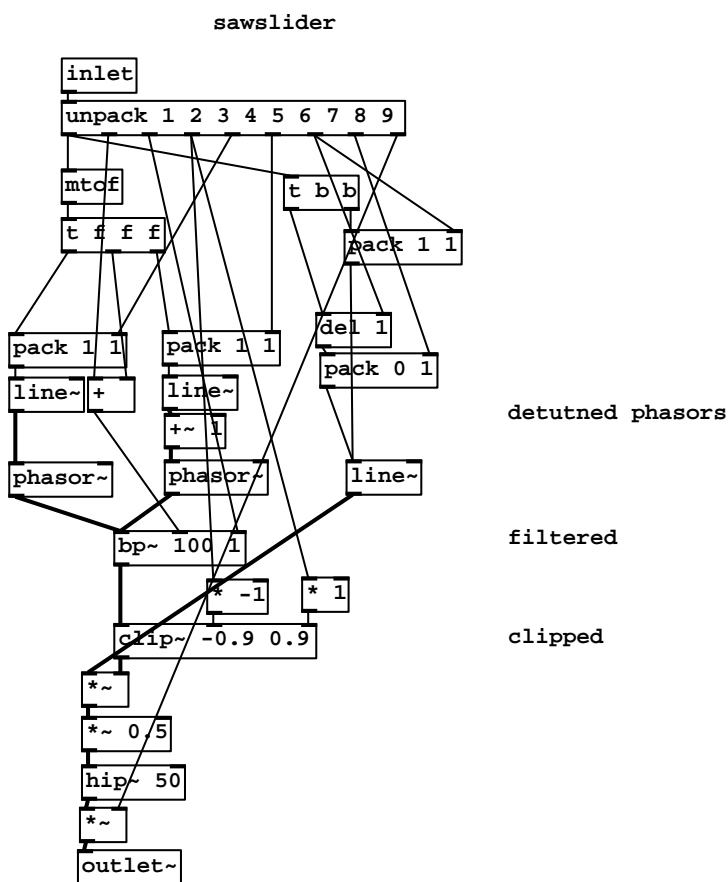 sawslider
inlet
unpack 1 2 3 4 5 6 7 8 9
mtof
t b b
t f f f
pack 1 1
del 1
pack 1 1
pack 1 1
pack 0 1
line~
+
line~
detutned phasors
+~ 1
phasor~
phasor~
line~
bp~ 100 1
filtered
* -1
* 1
clip~ -0.9 0.9
clipped
*~
*~ 0.5
hip~ 50
*~
outlet~